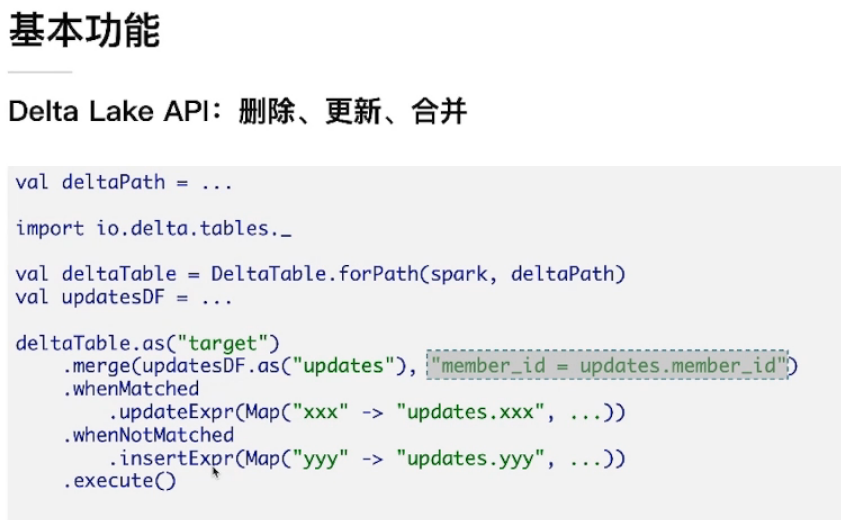 基本功能
Delta Lake API：删除、更新、合并
val deltaPath = ...
import io.delta.tables._
val deltaTable = DeltaTable.forPath(spark, deltaPath)
val updatesDF = ...
deltaTable.as("target")
.merge(updatesDF.as("updates"), "member_id = updates.member_id")
.whenMatched
.updateExpr(Map("xxx" -> "updates.xxx", ...))
.whenNotMatched
.insertExpr(Map("yyy" -> "updates.yyy", ...))
.execute()